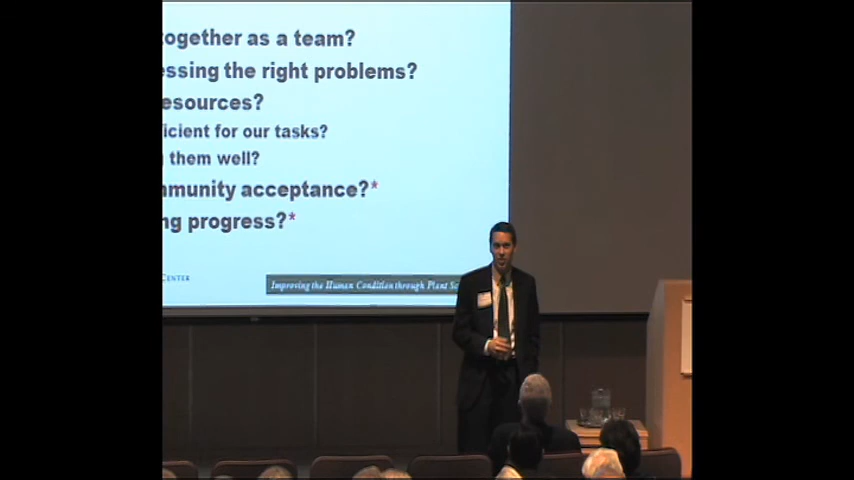 together as a team?
essing the right problems?
esources?
icient for our tasks?
them well?
mmunity acceptance?*
ng progress?*
CENTER
Improving the Human Condition through Plant Sc